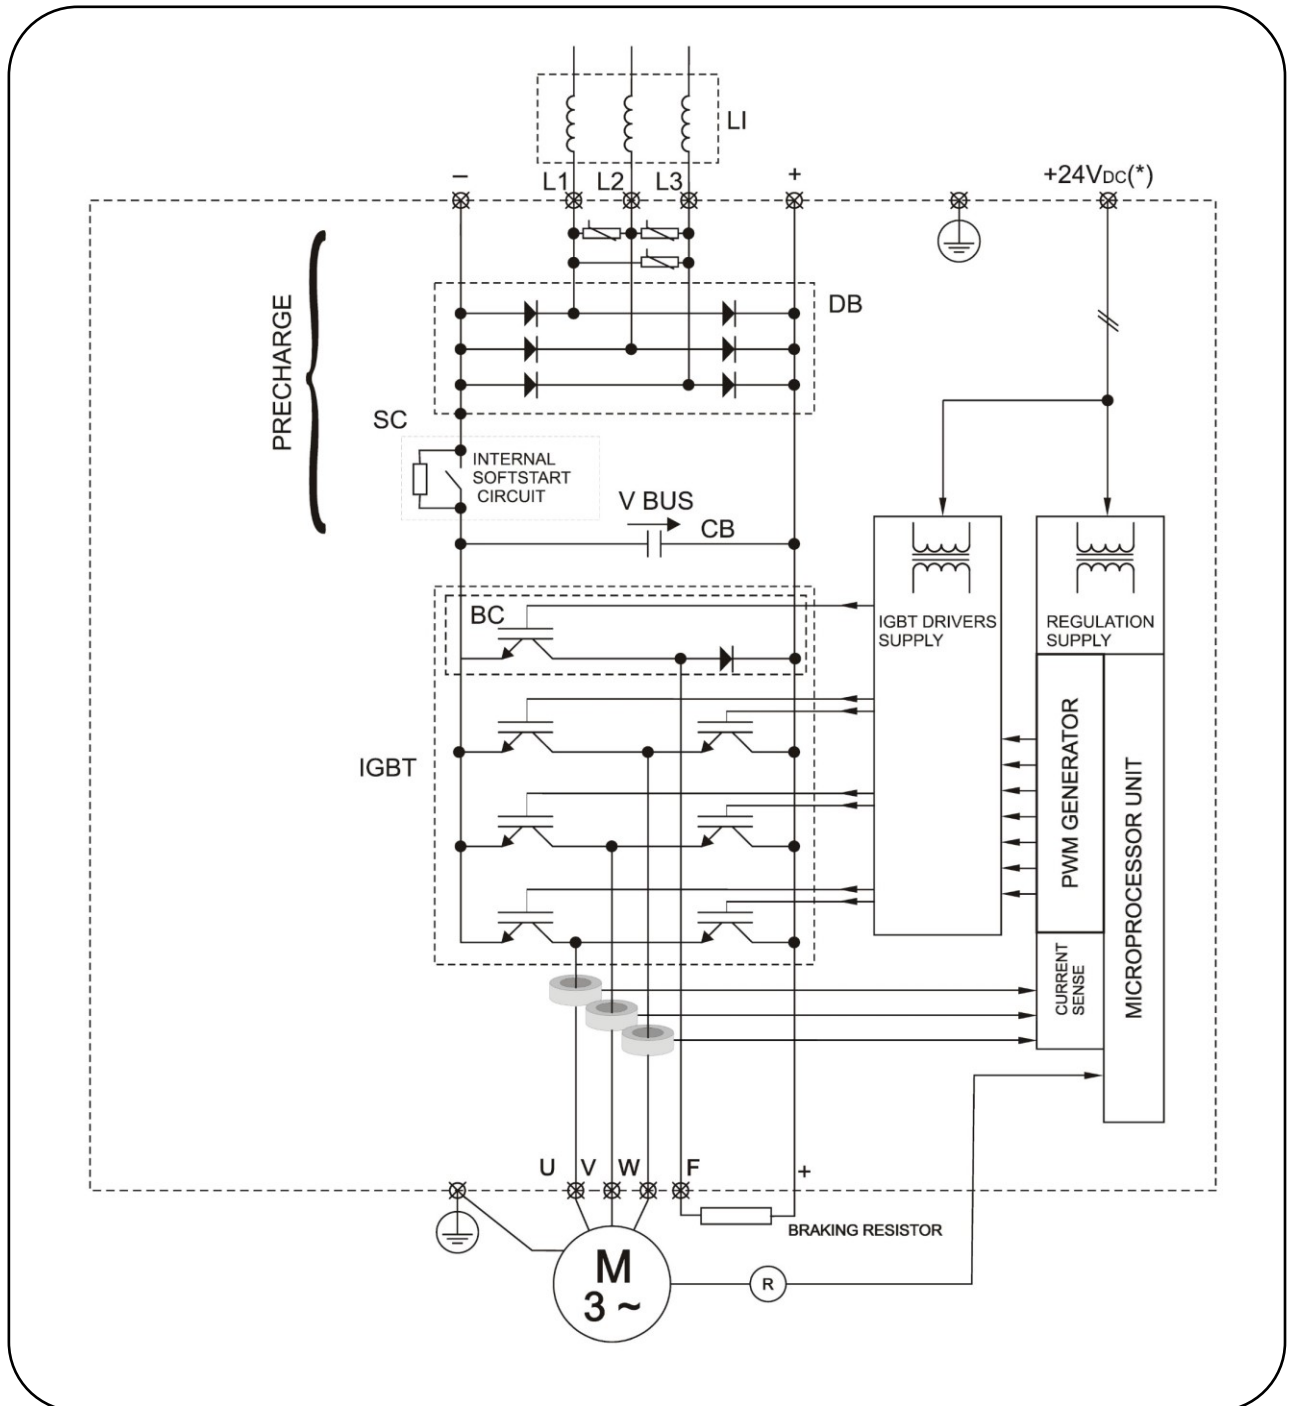 LI
– L1 L2 L3 + +24VDC(*)
DB
PRECHARGE
SC
INTERNAL
SOFTSTART
CIRCUIT
V BUS
CB
BC
IGBT DRIVERS
SUPPLY
REGULATION
SUPPLY
IGBT
PWM GENERATOR
MICROPROCESSOR UNIT
CURRENT
SENSE
U V W F +
BRAKING RESISTOR
M
3 ~
R